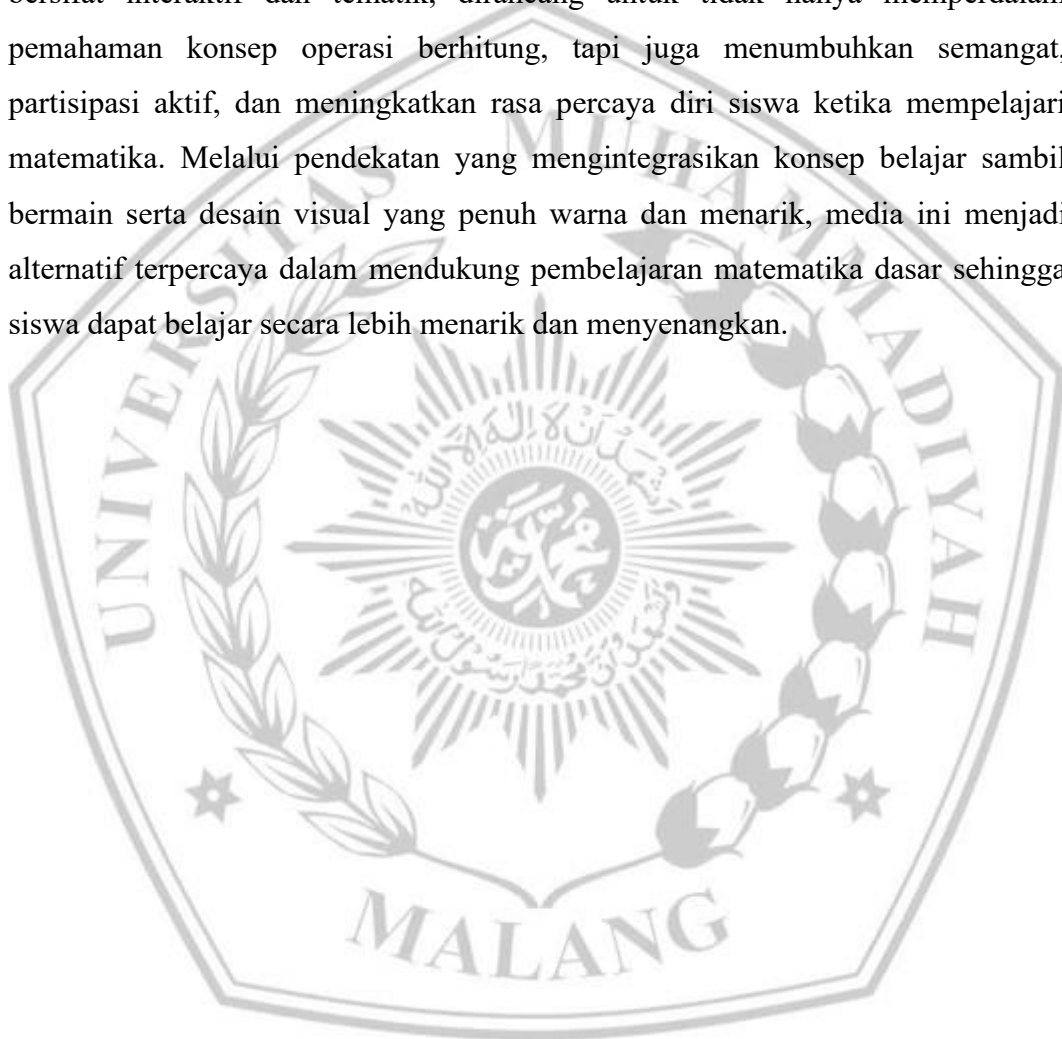 bersifat interaktif dan tematik, dirancang untuk tidak hanya memperdalam
pemahaman konsep operasi berhitung, tapi juga menumbuhkan semangat,
partisipasi aktif, dan meningkatkan rasa percaya diri siswa ketika mempelajari
matematika. Melalui pendekatan yang mengintegrasikan konsep belajar sambil
bermain serta desain visual yang penuh warna dan menarik, media ini menjadi
alternatif terpercaya dalam mendukung pembelajaran matematika dasar sehingga
siswa dapat belajar secara lebih menarik dan menyenangkan.
UNIVERSITAS MUHAMMADIYAH
MALANG